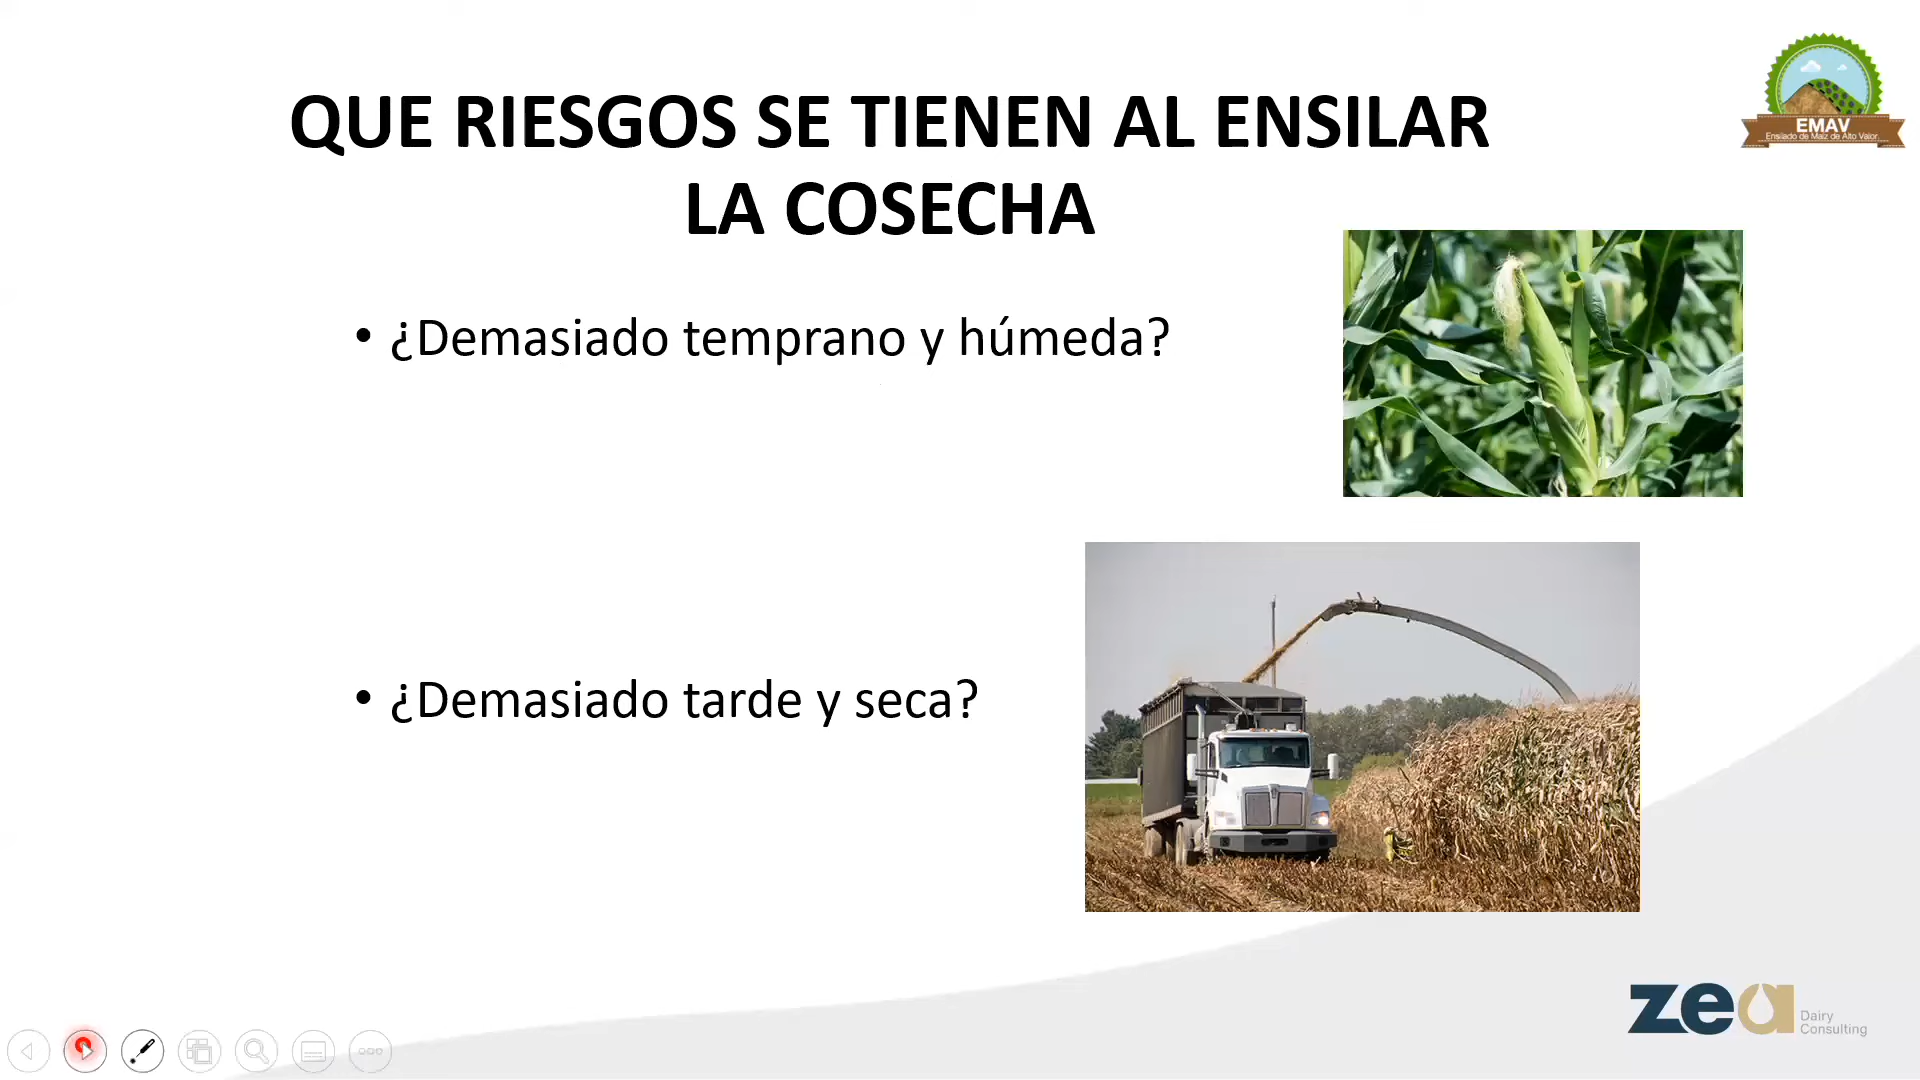 QUE RIESGOS SE TIENEN AL ENSILAR
LA COSECHA
EMAV
Ensilado de Maíz de Alto Valor
• ¿Demasiado temprano y húmeda?
• ¿Demasiado tarde y seca?
zea
Dairy
Consulting